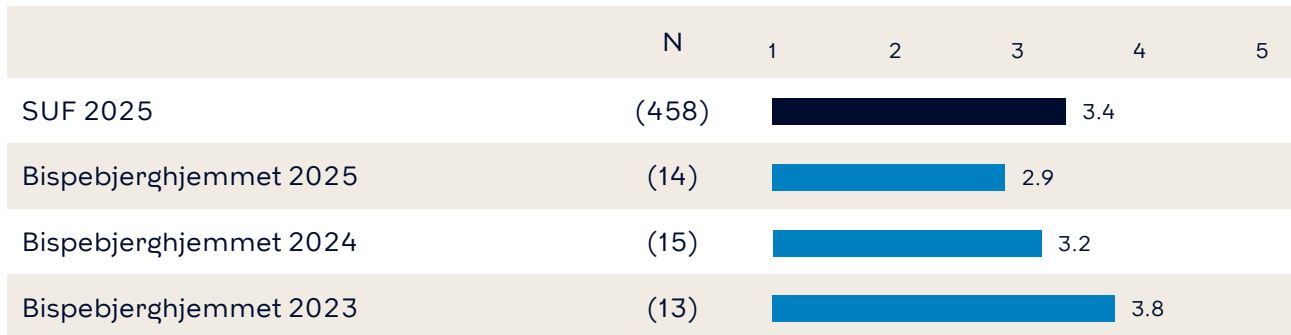 N 1 2 3 4 5
SUF 2025 (458) 3.4
Bispebjerghjemmet 2025 (14) 2.9
Bispebjerghjemmet 2024 (15) 3.2
Bispebjerghjemmet 2023 (13) 3.8